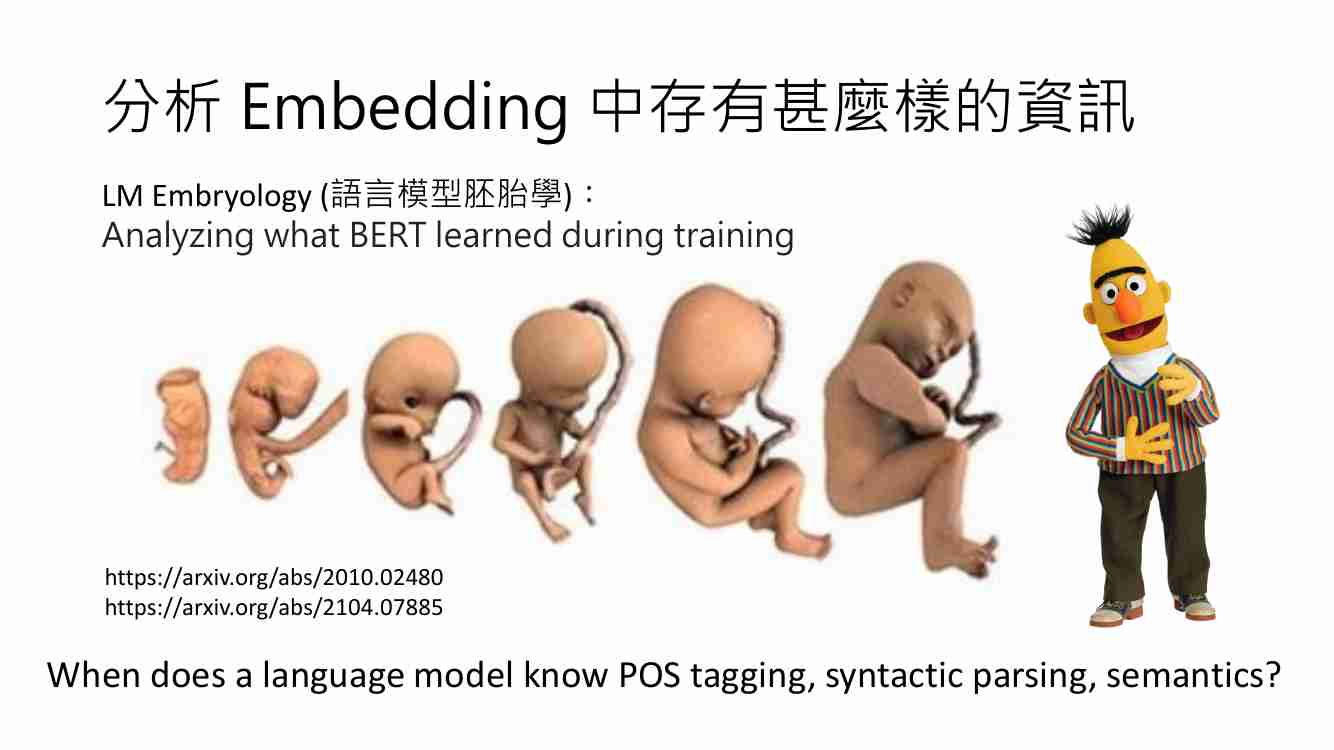 分析 Embedding 中存有甚麼樣的資訊
LM Embryology (語言模型胚胎學)：
Analyzing what BERT learned during training
https://arxiv.org/abs/2010.02480
https://arxiv.org/abs/2104.07885
When does a language model know POS tagging, syntactic parsing, semantics?